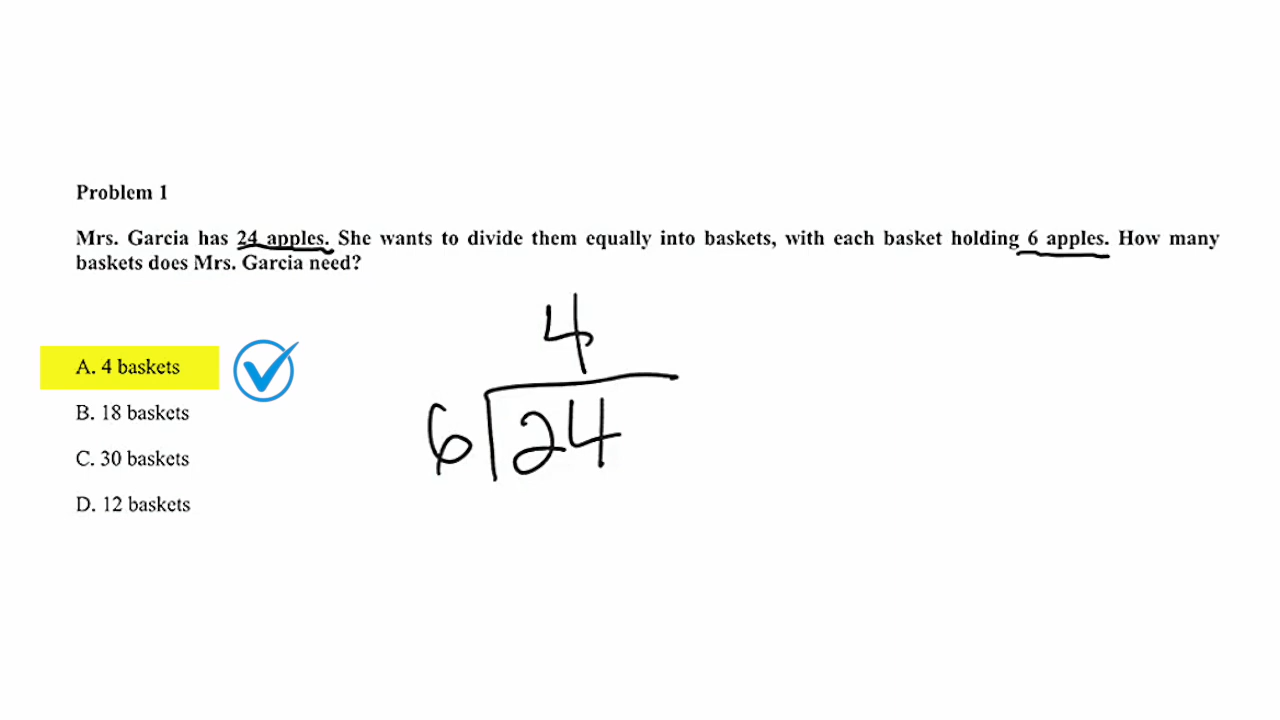 Problem 1
Mrs. Garcia has 24 apples. She wants to divide them equally into baskets, with each basket holding 6 apples. How many
baskets does Mrs. Garcia need?
A. 4 baskets
B. 18 baskets
C. 30 baskets
D. 12 baskets
4
6 24